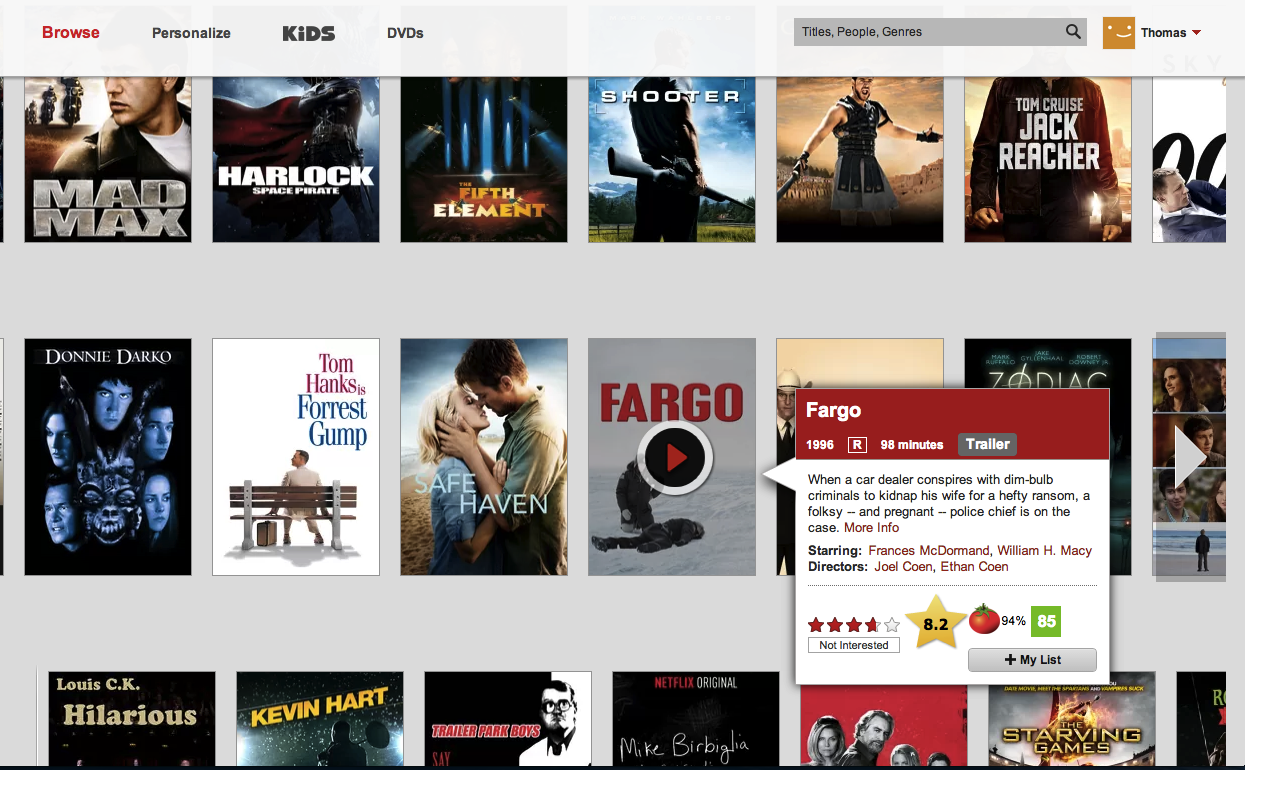 Browse Personalize KiDS DVDs Titles, People, Genres Thomas
SKY
MAD
MAX
HARLOCK
SPACE PIRATE
THE
FIFTH
ELEMENT
SHOOTER
TOM CRUISE
JACK
REACHER
DONNIE DARKO
Tom
Hanks is
Forrest
Gump
SAFE
HAVEN
FARGO
MARK
RUFFALO
JAKE
GYLLENHAAL
ROBERT
DOWNEY JR.
ZODIAC
Fargo
1996 R 98 minutes Trailer
When a car dealer conspires with dim-bulb
criminals to kidnap his wife for a hefty ransom, a
folksy -- and pregnant -- police chief is on the
case. More Info
Starring: Frances McDormand, William H. Macy
Directors: Joel Coen, Ethan Coen
8.2 94% 85
Not Interested
+ My List
Louis C.K.
Hilarious
KEVIN HART
TRAILER PARK BOYS
SAY
NETFLIX ORIGINAL
Mike Birbiglia
DATE MOVIE, MEET THE SPARTANS AND VAMPIRES SUCK
THE
STARVING
GAMES